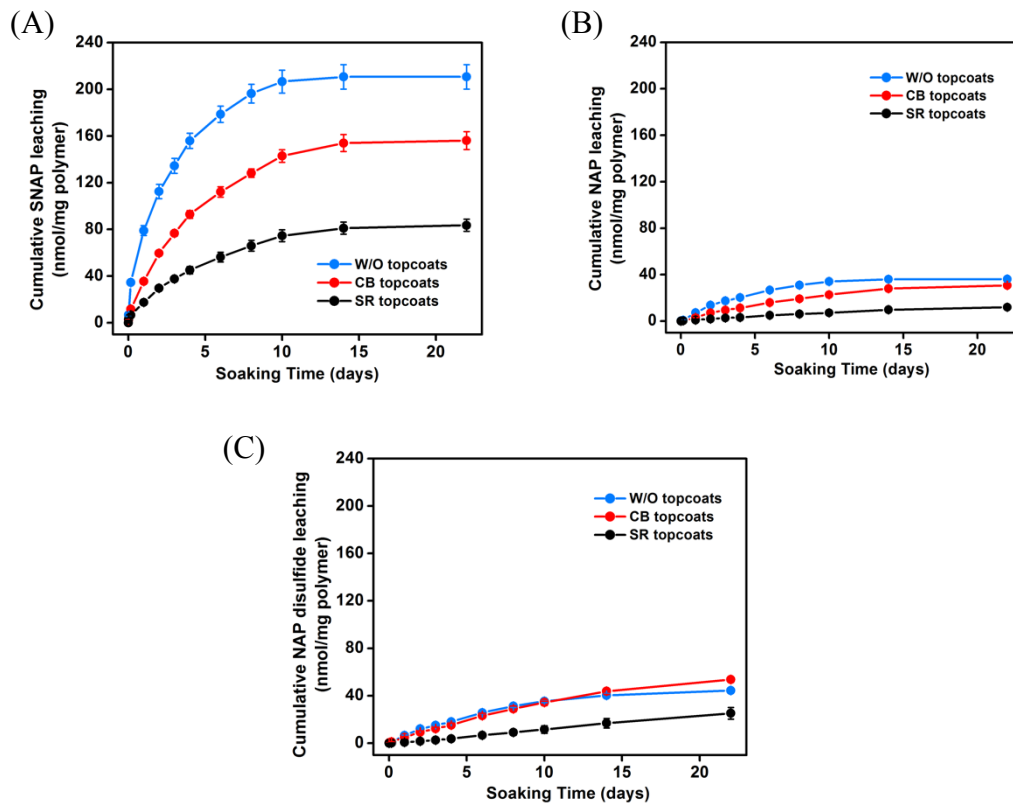 (A)
Cumulative SNAP leaching
(nmol/mg polymer)
240
200
160
120
80
40
0
W/O topcoats
CB topcoats
SR topcoats
0 5 10 15 20
Soaking Time (days)
(B)
Cumulative NAP leaching
(nmol/mg polymer)
240
200
160
120
80
40
0
W/O topcoats
CB topcoats
SR topcoats
0 5 10 15 20
Soaking Time (days)
(C)
Cumulative NAP disulfide leaching
(nmol/mg polymer)
240
200
160
120
80
40
0
W/O topcoats
CB topcoats
SR topcoats
0 5 10 15 20
Soaking Time (days)